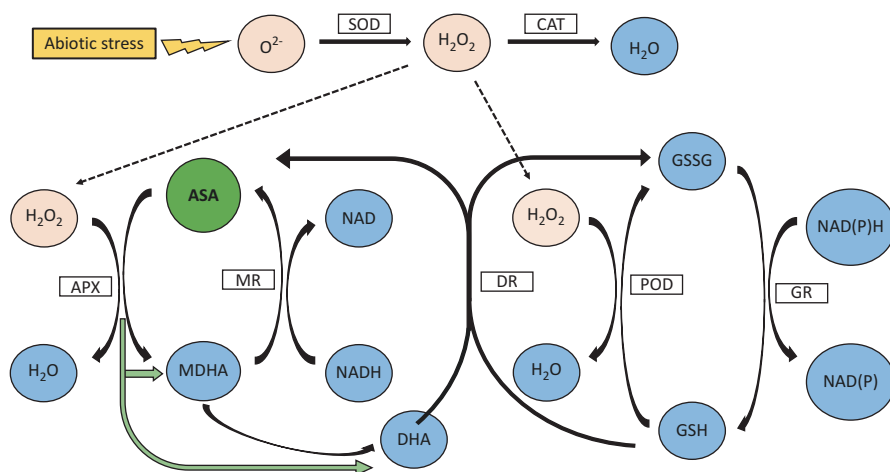 Abiotic stress
O²⁻
SOD
H₂O₂
CAT
H₂O
ASA
GSSG
H₂O₂
NAD
H₂O₂
NAD(P)H
APX
MR
DR
POD
GR
H₂O
MDHA
NADH
H₂O
NAD(P)
DHA
GSH